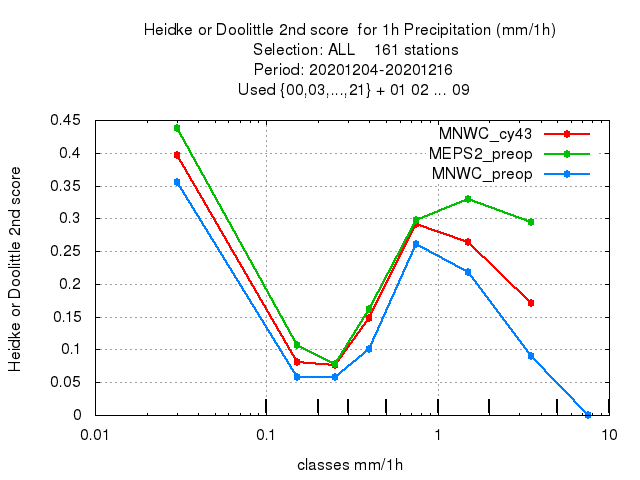 Heidke or Doolittle 2nd score  for 1h Precipitation (mm/1h)
Selection: ALL    161 stations
Period: 20201204-20201216
Used {00,03,...,21} + 01 02 ... 09
0.45
0.4
0.35
0.3
0.25
0.2
0.15
0.1
0.05
0
Heidke or Doolittle 2nd score
MNWC_cy43
MEPS2_preop
MNWC_preop
0.01 0.1 1 10
classes mm/1h